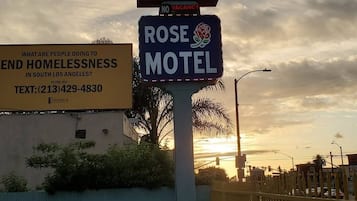 NO VACANCY
ROSE
MOTEL
WHAT ARE PEOPLE DOING TO
END HOMELESSNESS
IN SOUTH LOS ANGELES?
TEXT:(213)429-4830